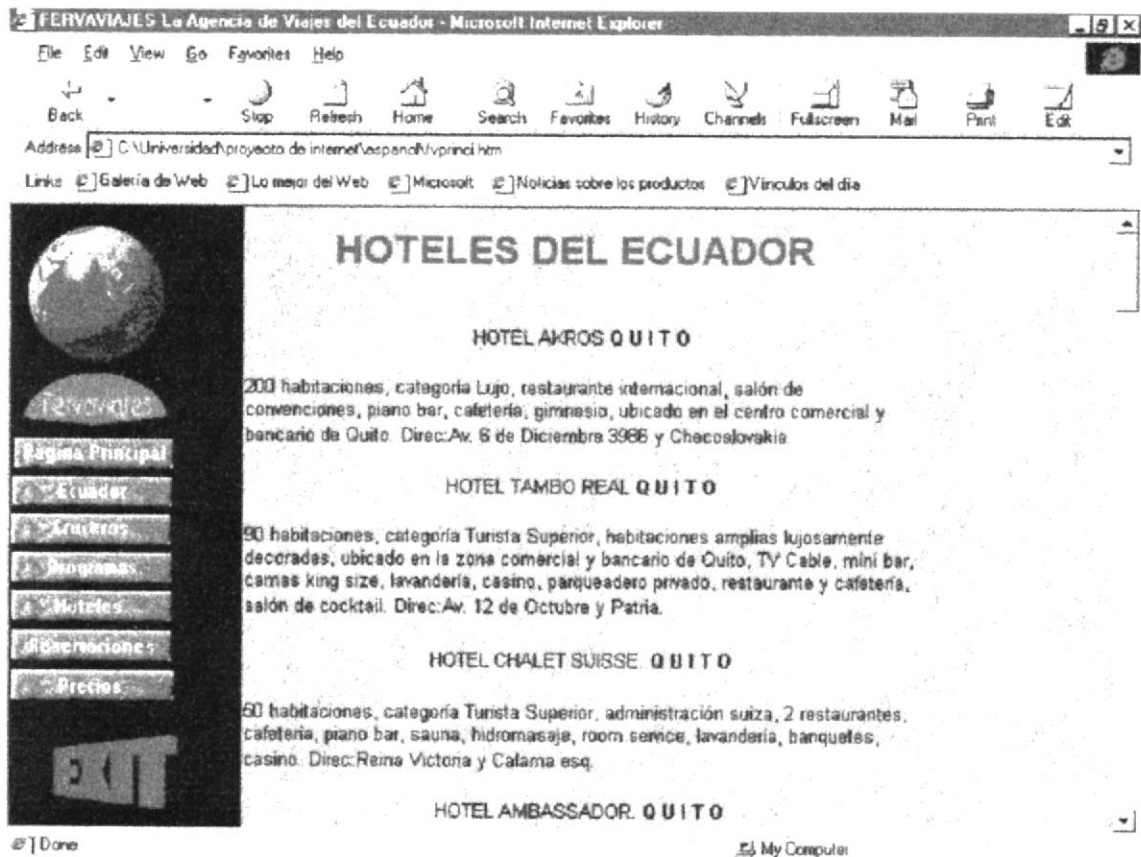 FERVAVIAJES La Agencia de Viajes del Ecuador - Microsoft Internet Explorer
File Edit View Go Favorites Help
Back Stop Refresh Home Search Favorites History Channels Fullscreen Mail Print Edit
Address C:\Universidad\proyecto de internet\espanol\fvprinci.htm
Links Galería de Web Lo mejor del Web Microsoft Noticias sobre los productos Vínculos del día
HOTELES DEL ECUADOR
HOTEL AKROS QUITO
200 habitaciones, categoría Lujo, restaurante internacional, salón de
convenciones, piano bar, cafetería, gimnasio, ubicado en el centro comercial y
bancario de Quito. Direc:Av. 6 de Diciembre 3986 y Checoslovakia
HOTEL TAMBO REAL QUITO
90 habitaciones, categoría Turista Superior, habitaciones amplias lujosamente
decoradas, ubicado en la zona comercial y bancario de Quito, TV Cable, mini bar,
camas king size, lavandería, casino, parqueadero privado, restaurante y cafetería,
salón de cocktail. Direc:Av. 12 de Octubre y Patria.
HOTEL CHALET SUISSE. QUITO
60 habitaciones, categoría Turista Superior, administración suiza, 2 restaurantes,
cafetería, piano bar, sauna, hidromasaje, room service, lavandería, banquetes,
casino. Direc:Reina Victoria y Calama esq.
HOTEL AMBASSADOR. QUITO
Fervaviajes
Página Principal
Ecuador
Cruceros
Programas
Hoteles
Reservaciones
Precios
EXIT
Done My Computer